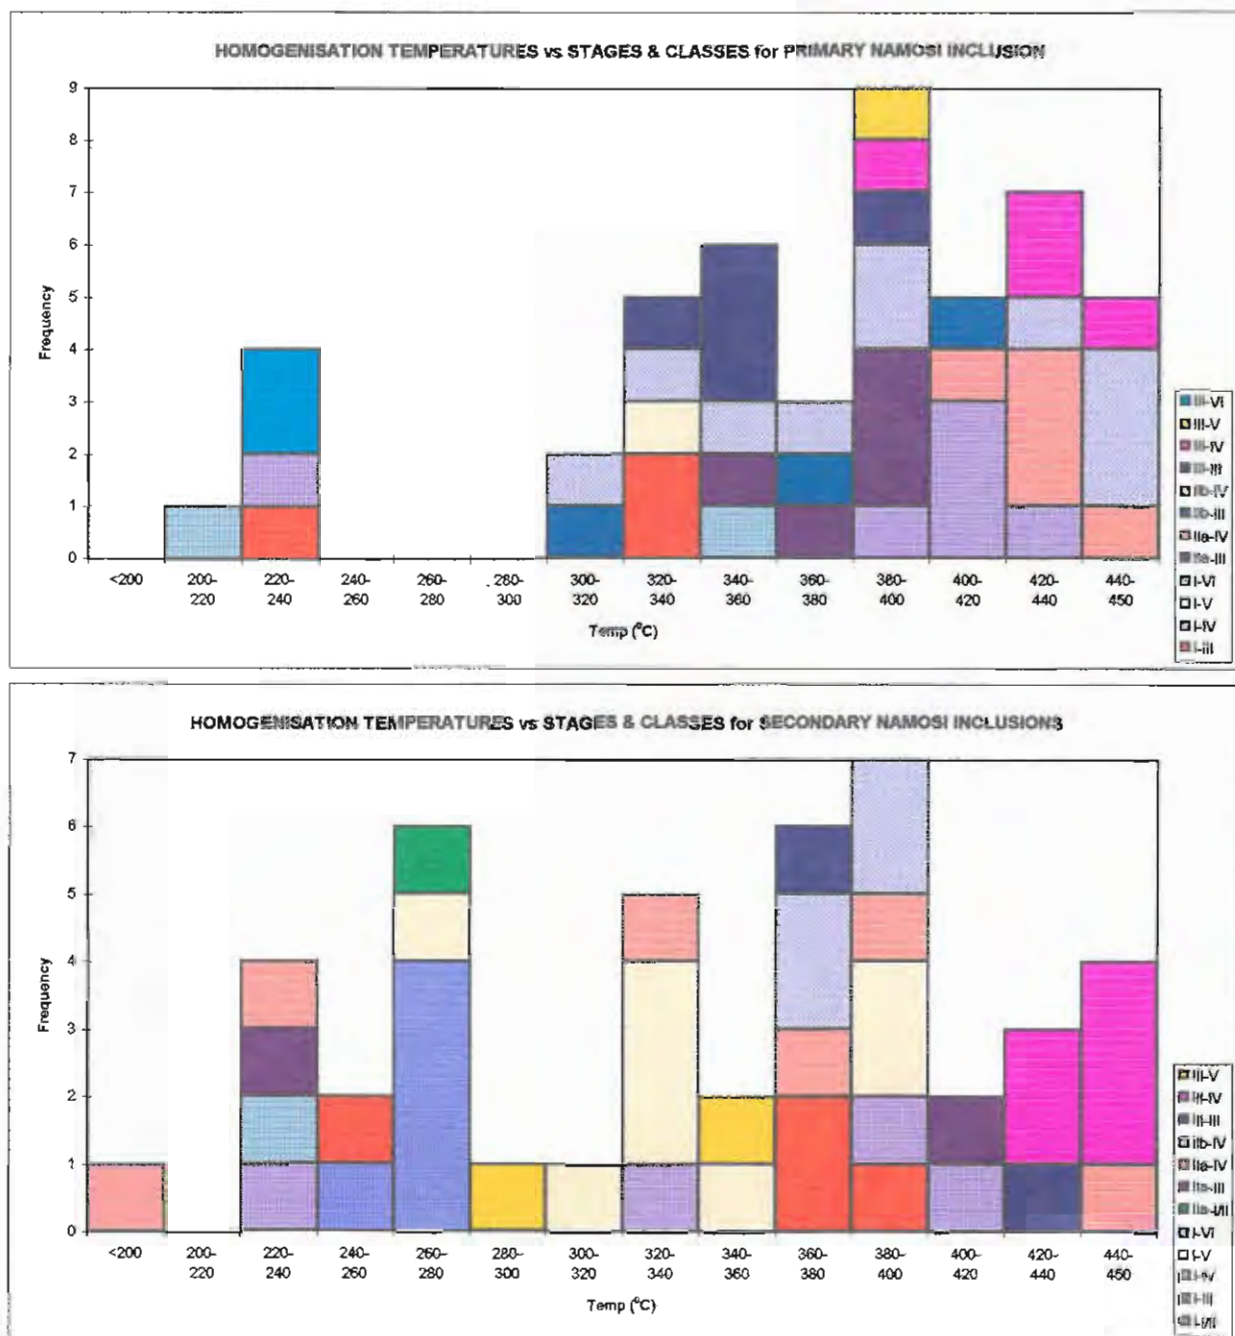 HOMOGENISATION TEMPERATURES vs STAGES & CLASSES for PRIMARY NAMOSI INCLUSION
9
8
7
6
5
4
3
2
1
0
Frequency
<200
200-
220
220-
240
240-
260
260-
280
280-
300
300-
320
320-
340
340-
360
360-
380
380-
400
400-
420
420-
440
440-
450
Temp (°C)
III-VI
III-V
III-IV
III-III
IIb-IV
IIb-III
IIa-IV
IIa-III
I-VI
I-V
I-IV
I-III
HOMOGENISATION TEMPERATURES vs STAGES & CLASSES for SECONDARY NAMOSI INCLUSIONS
7
6
5
4
3
2
1
0
Frequency
<200
200-
220
220-
240
240-
260
260-
280
280-
300
300-
320
320-
340
340-
360
360-
380
380-
400
400-
420
420-
440
440-
450
Temp (°C)
III-V
III-IV
III-III
IIb-IV
IIa-IV
IIa-III
IIa-I/II
I-VI
I-V
I-IV
I-III
I-I/II